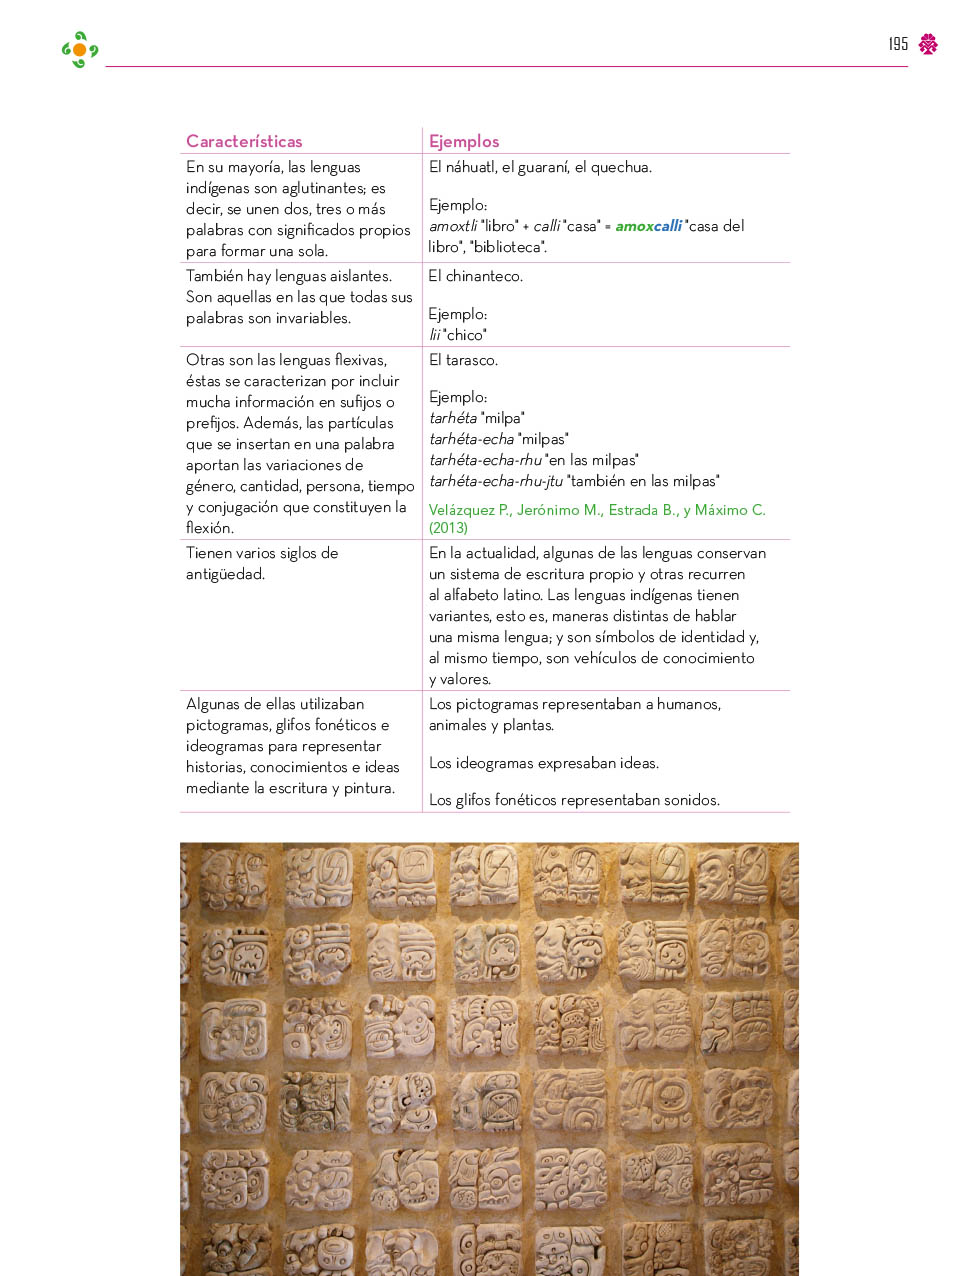 195
Características
Ejemplos
En su mayoría, las lenguas
indígenas son aglutinantes; es
decir, se unen dos, tres o más
palabras con significados propios
para formar una sola.
El náhuatl, el guaraní, el quechua.
Ejemplo:
amoxtli "libro" + calli "casa" = amoxcalli "casa del
libro", "biblioteca".
También hay lenguas aislantes.
Son aquellas en las que todas sus
palabras son invariables.
El chinanteco.
Ejemplo:
lii "chico"
Otras son las lenguas flexivas,
éstas se caracterizan por incluir
mucha información en sufijos o
prefijos. Además, las partículas
que se insertan en una palabra
aportan las variaciones de
género, cantidad, persona, tiempo
y conjugación que constituyen la
flexión.
El tarasco.
Ejemplo:
tarhéta "milpa"
tarhéta-echa "milpas"
tarhéta-echa-rhu "en las milpas"
tarhéta-echa-rhu-jtu "también en las milpas"
Velázquez P., Jerónimo M., Estrada B., y Máximo C.
(2013)
Tienen varios siglos de
antigüedad.
En la actualidad, algunas de las lenguas conservan
un sistema de escritura propio y otras recurren
al alfabeto latino. Las lenguas indígenas tienen
variantes, esto es, maneras distintas de hablar
una misma lengua; y son símbolos de identidad y,
al mismo tiempo, son vehículos de conocimiento
y valores.
Algunas de ellas utilizaban
pictogramas, glifos fonéticos e
ideogramas para representar
historias, conocimientos e ideas
mediante la escritura y pintura.
Los pictogramas representaban a humanos,
animales y plantas.
Los ideogramas expresaban ideas.
Los glifos fonéticos representaban sonidos.